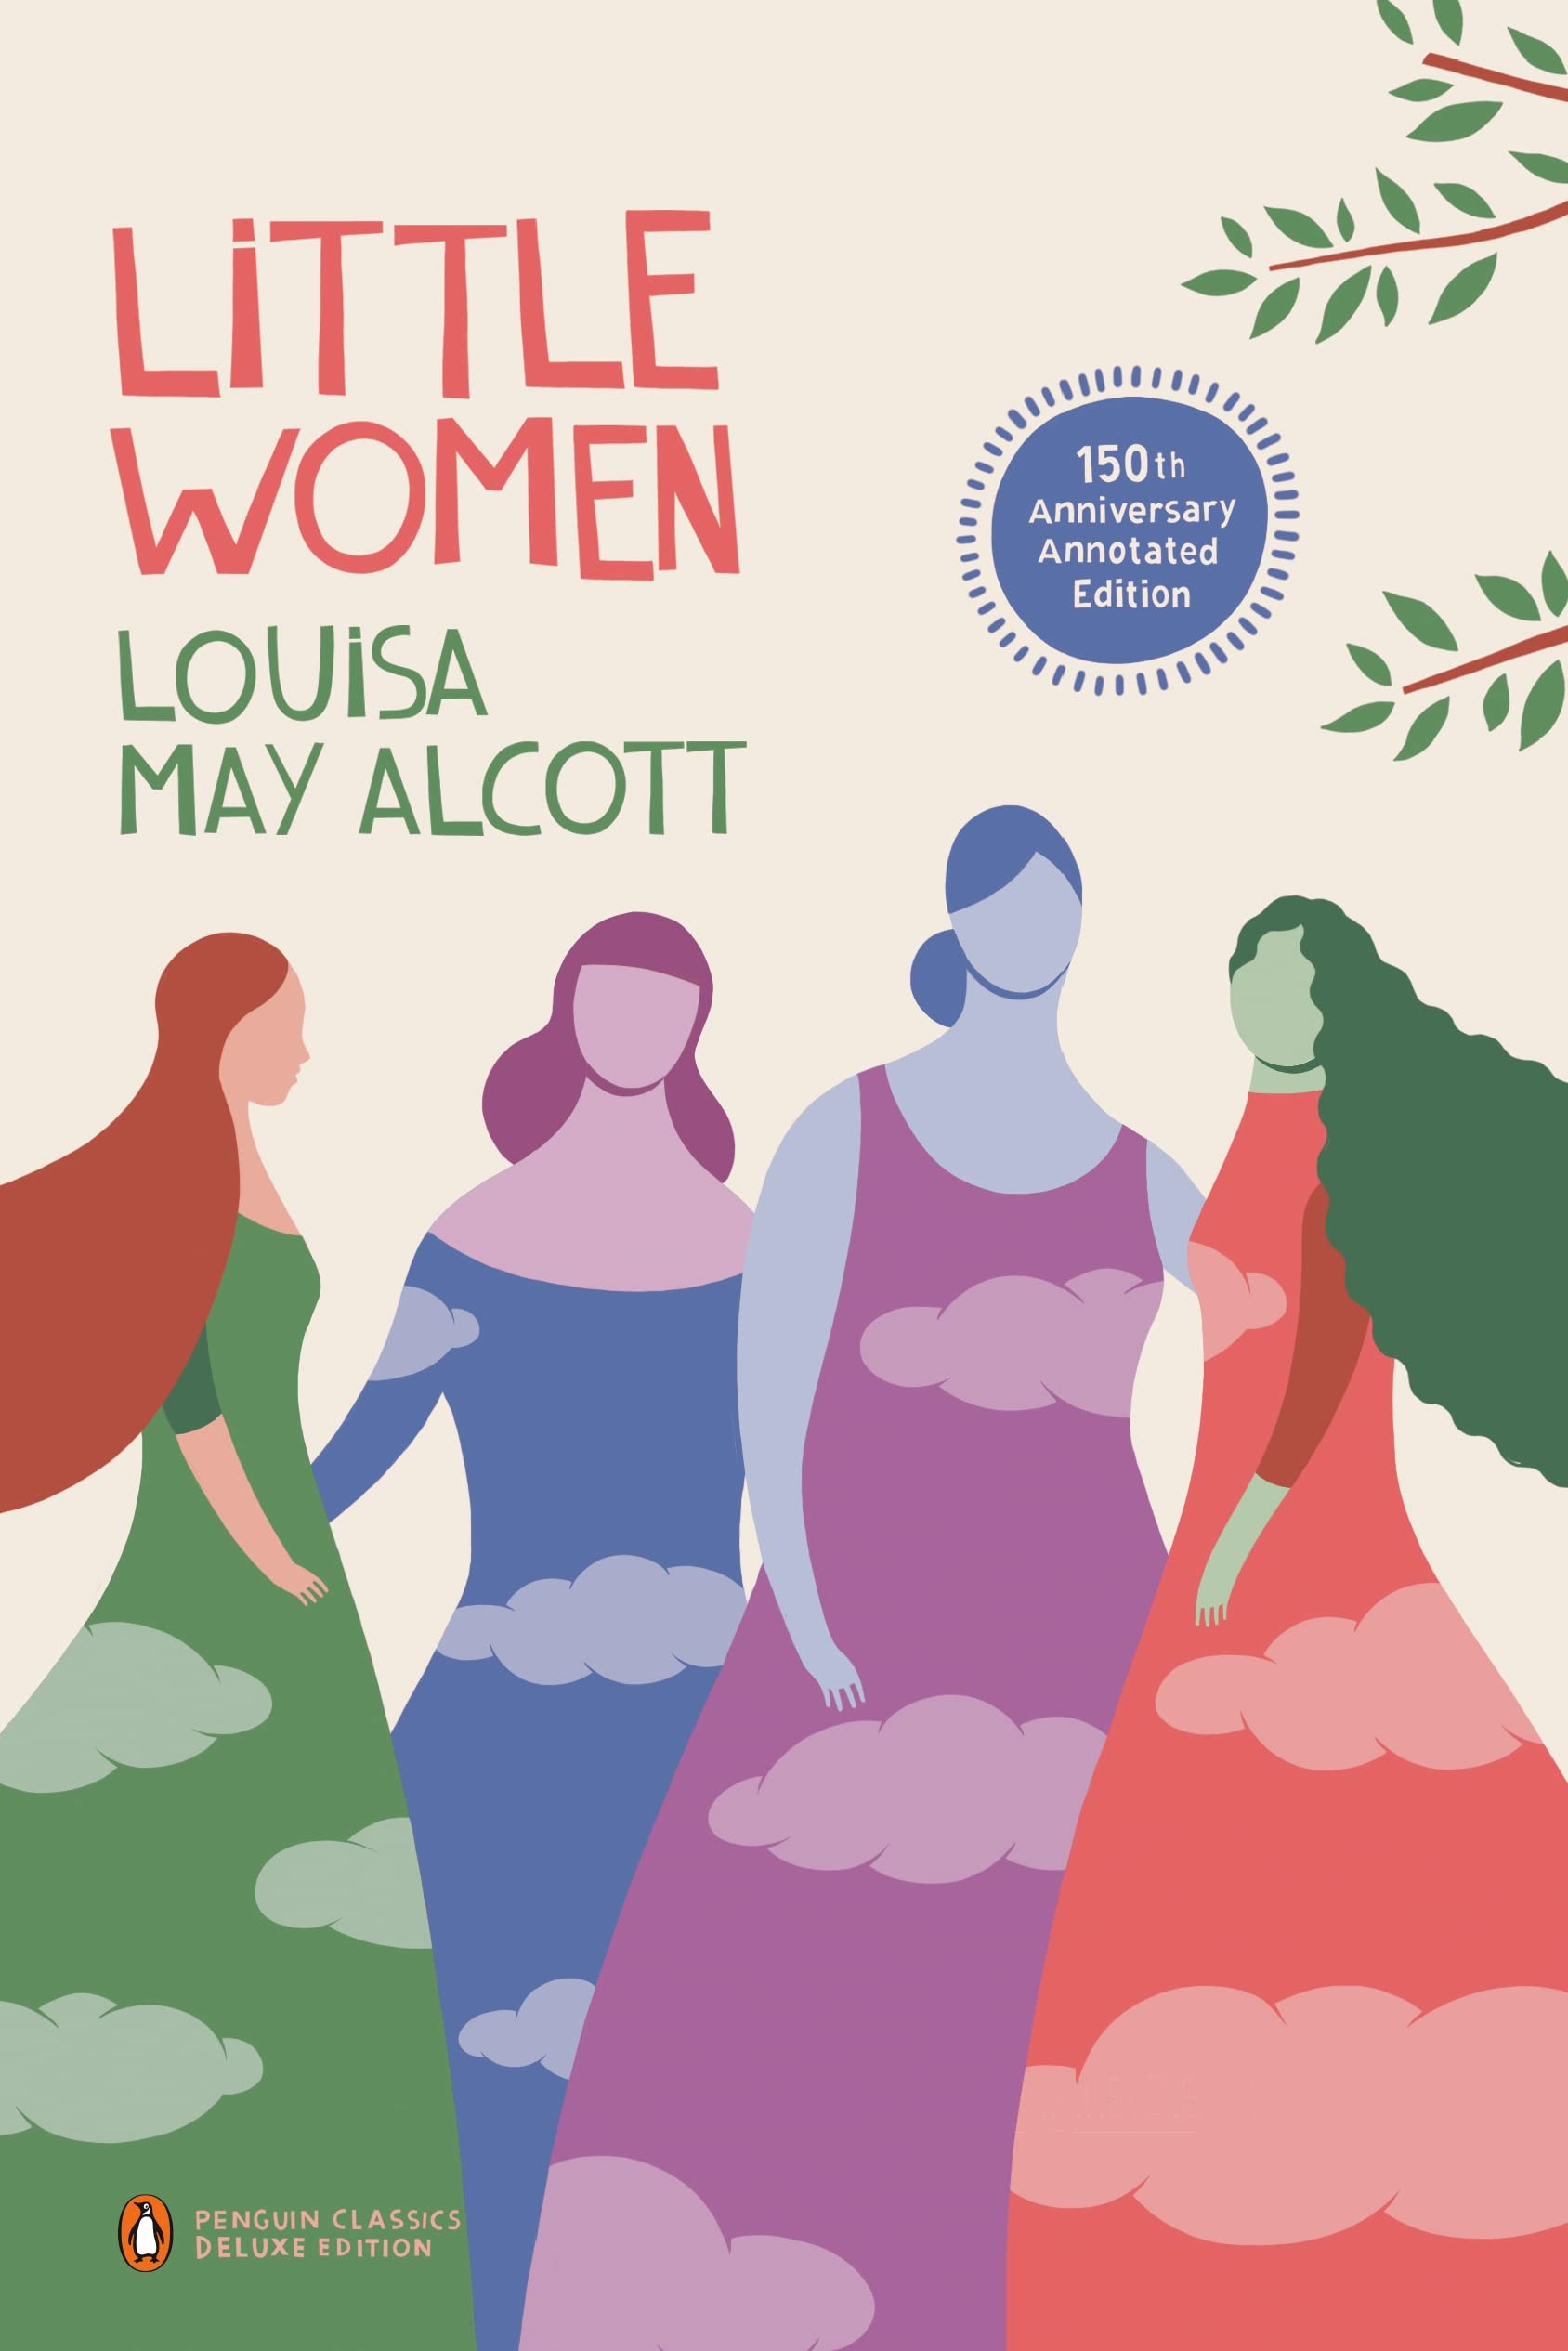 LiTTLE
WOMEN
LOUiSA
MAY ALCOTT
150th
Anniversary
Annotated
Edition
PENGUIN CLASSICS
DELUXE EDITION